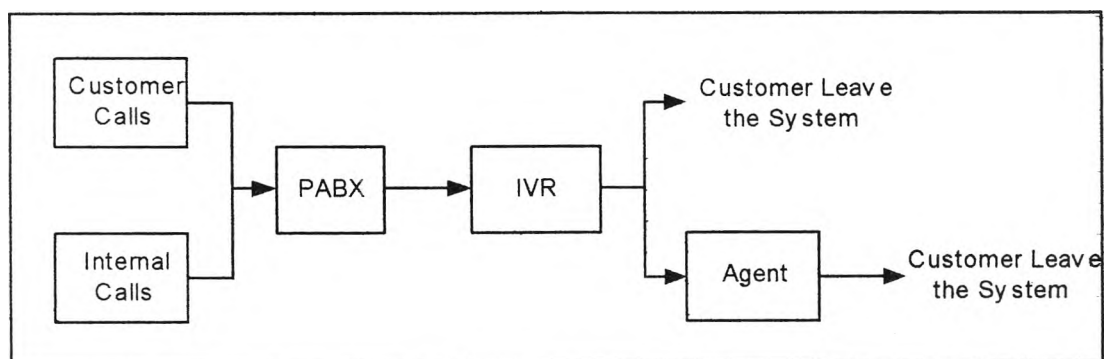 Customer
Calls
Internal
Calls
PABX
IVR
Customer Leave
the System
Agent
Customer Leave
the System